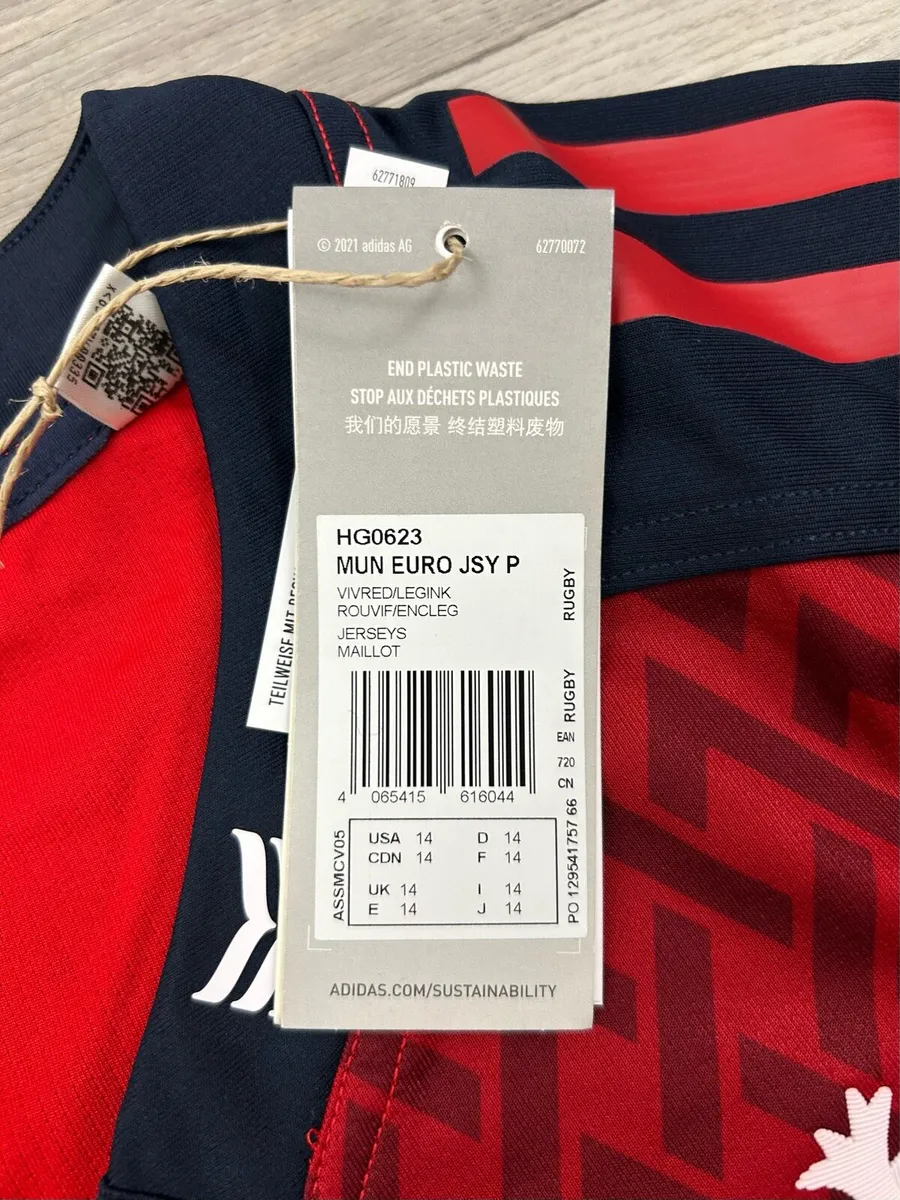 62771809
© 2021 adidas AG 62770072
END PLASTIC WASTE
STOP AUX DÉCHETS PLASTIQUES
我们的愿景 终结塑料废物
HG0623
MUN EURO JSY P
VIVRED/LEGINK
ROUVIF/ENCLEG
JERSEYS
MAILLOT
RUGBY
RUGBY
EAN
720
CN
4 065415 616044
PO 129541757 66
ASSMCV05
USA 14 D 14
CDN 14 F 14
UK 14 I 14
E 14 J 14
ADIDAS.COM/SUSTAINABILITY
TEILWEISE MIT